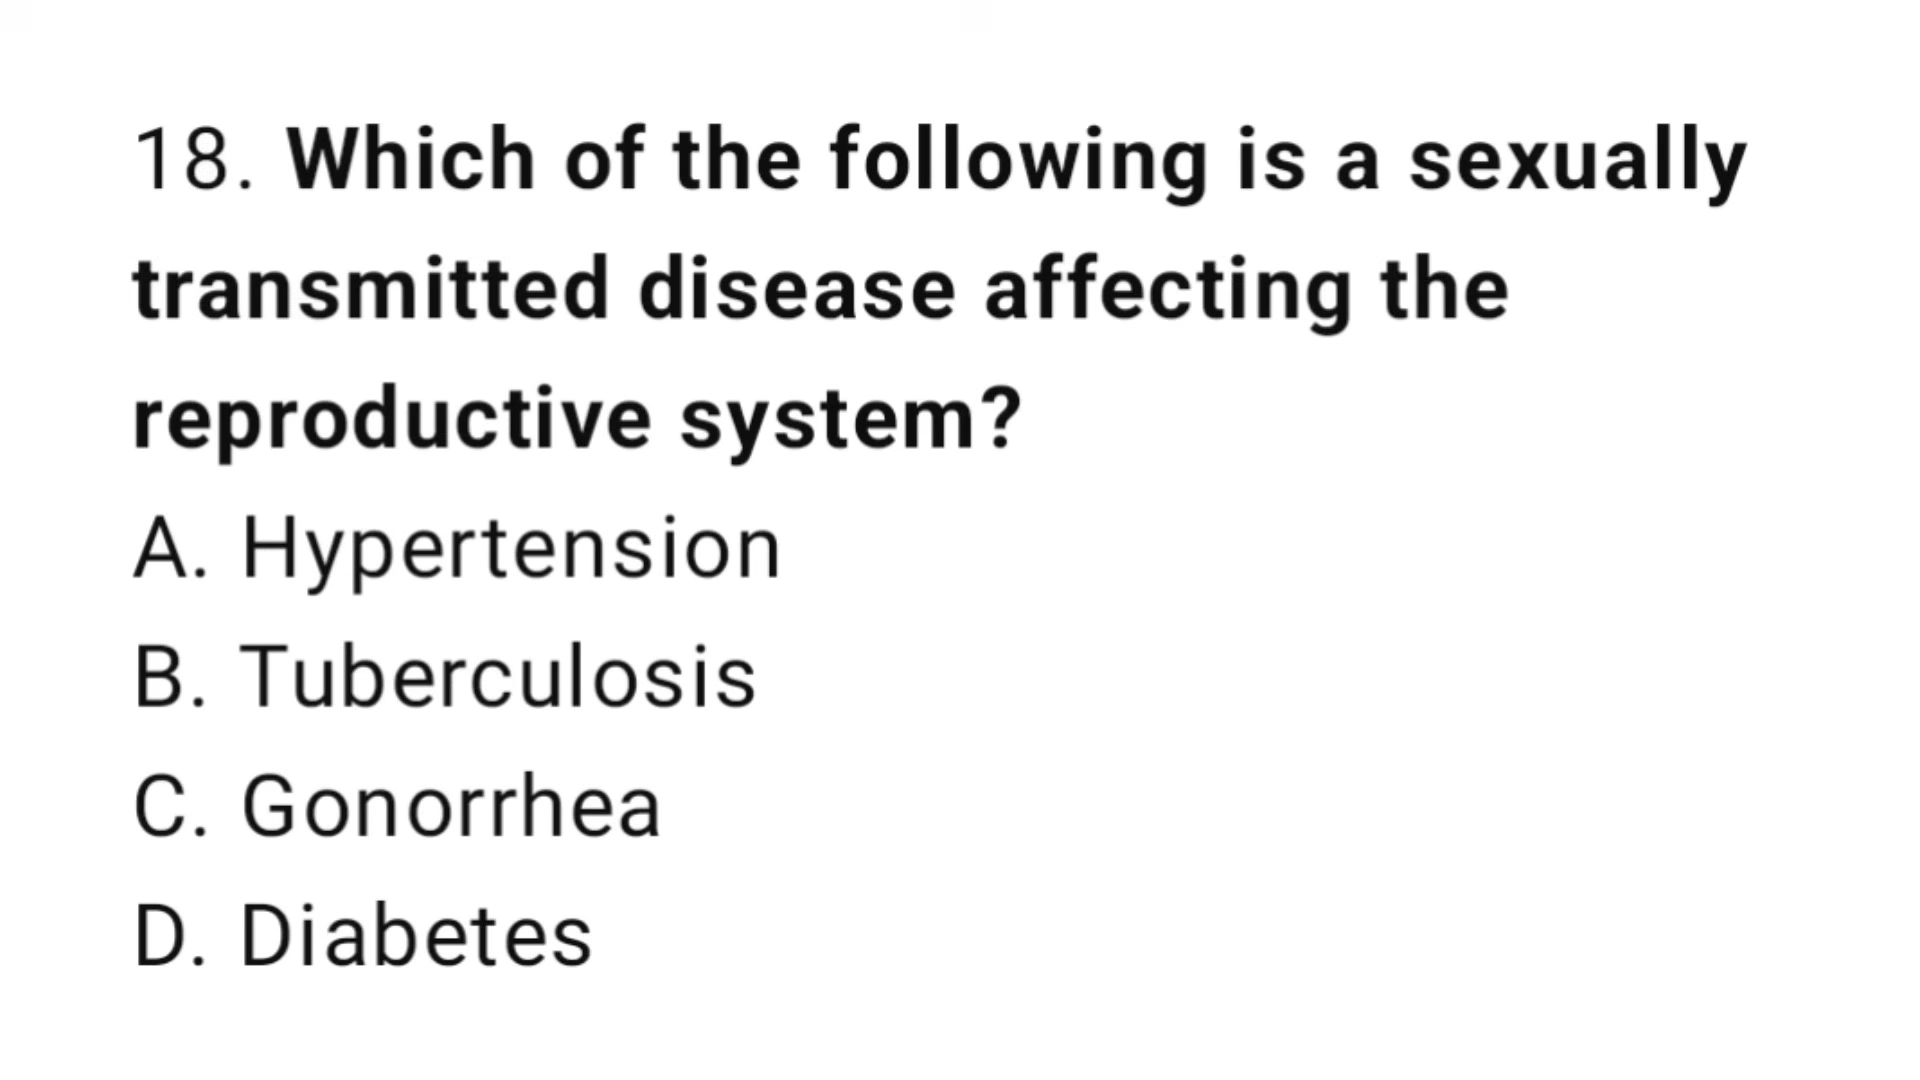 18. Which of the following is a sexually
transmitted disease affecting the
reproductive system?
A. Hypertension
B. Tuberculosis
C. Gonorrhea
D. Diabetes